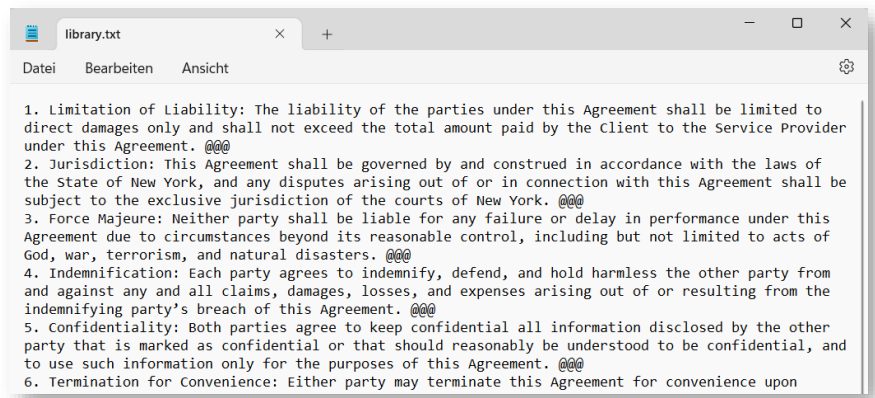 library.txt
Datei Bearbeiten Ansicht
1. Limitation of Liability: The liability of the parties under this Agreement shall be limited to
direct damages only and shall not exceed the total amount paid by the Client to the Service Provider
under this Agreement. @@@
2. Jurisdiction: This Agreement shall be governed by and construed in accordance with the laws of
the State of New York, and any disputes arising out of or in connection with this Agreement shall be
subject to the exclusive jurisdiction of the courts of New York. @@@
3. Force Majeure: Neither party shall be liable for any failure or delay in performance under this
Agreement due to circumstances beyond its reasonable control, including but not limited to acts of
God, war, terrorism, and natural disasters. @@@
4. Indemnification: Each party agrees to indemnify, defend, and hold harmless the other party from
and against any and all claims, damages, losses, and expenses arising out of or resulting from the
indemnifying party’s breach of this Agreement. @@@
5. Confidentiality: Both parties agree to keep confidential all information disclosed by the other
party that is marked as confidential or that should reasonably be understood to be confidential, and
to use such information only for the purposes of this Agreement. @@@
6. Termination for Convenience: Either party may terminate this Agreement for convenience upon